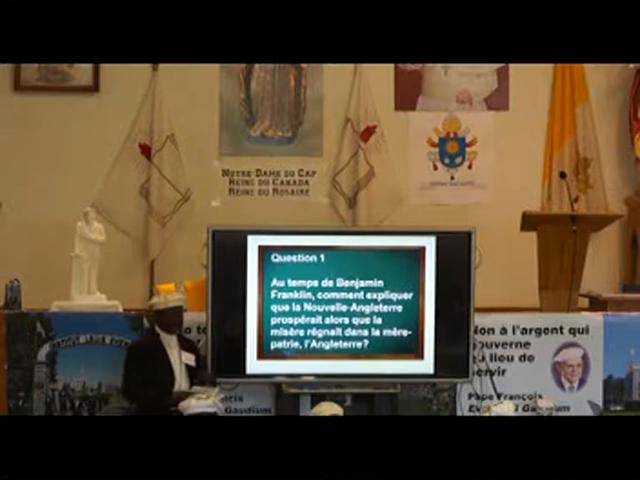 NOTRE-DAME DU CAP
REINE DU CANADA
REINE DU ROSAIRE
Question 1
Au temps de Benjamin
Franklin, comment expliquer
que la Nouvelle-Angleterre
prospérait alors que la
misère régnait dans la mère-
patrie, l'Angleterre?
Non à l'argent qui
gouverne
au lieu de
servir
Pape François
Gaudium